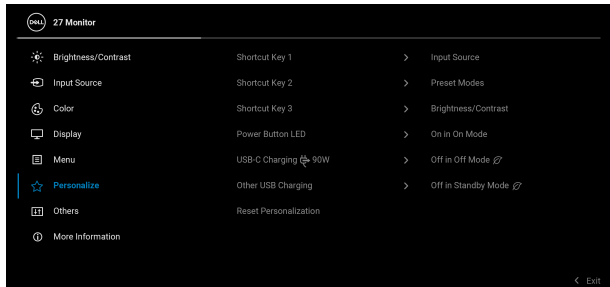 DELL 27 Monitor
Brightness/Contrast Shortcut Key 1 > Input Source
Input Source Shortcut Key 2 > Preset Modes
Color Shortcut Key 3 > Brightness/Contrast
Display Power Button LED > On in On Mode
Menu USB-C Charging 90W > Off in Off Mode
Personalize Other USB Charging > Off in Standby Mode
Others Reset Personalization
More Information
< Exit